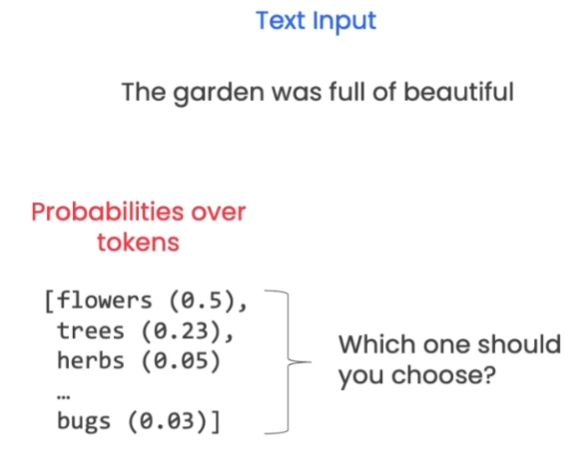 Text Input
The garden was full of beautiful
Probabilities over
tokens
[flowers (0.5),
trees (0.23),
herbs (0.05)
...
bugs (0.03)]
Which one should
you choose?